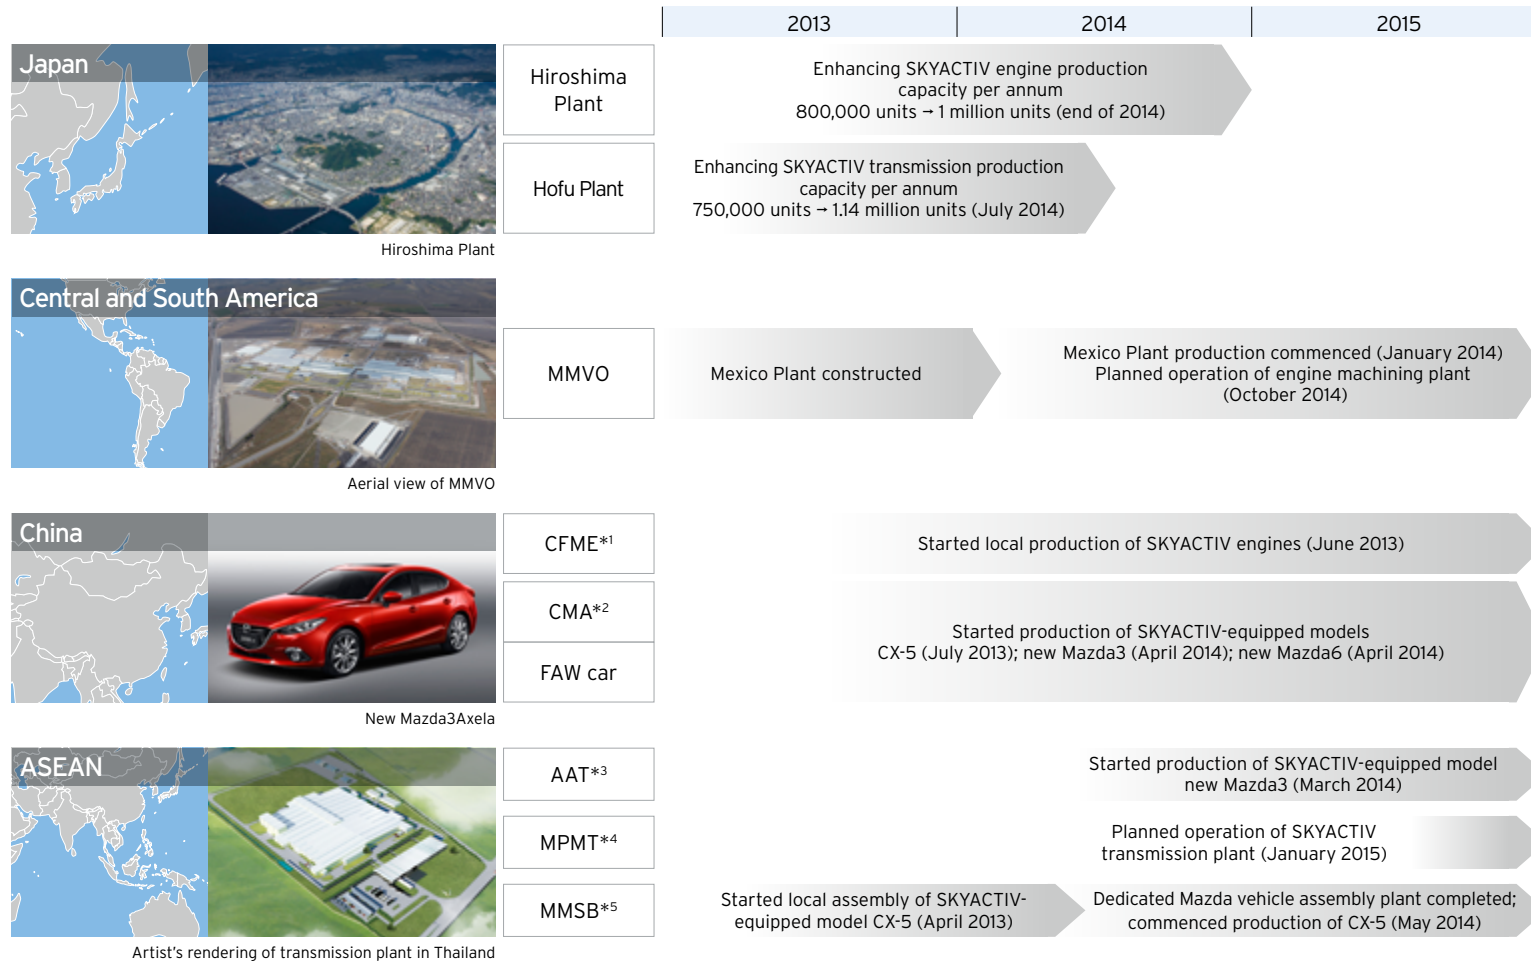 2013
2014
2015
Japan
Hiroshima
Plant
Enhancing SKYACTIV engine production
capacity per annum
800,000 units → 1 million units (end of 2014)
Hofu Plant
Enhancing SKYACTIV transmission production
capacity per annum
750,000 units → 1.14 million units (July 2014)
Hiroshima Plant
Central and South America
MMVO
Mexico Plant constructed
Mexico Plant production commenced (January 2014)
Planned operation of engine machining plant
(October 2014)
Aerial view of MMVO
China
CFME*1
Started local production of SKYACTIV engines (June 2013)
CMA*2
FAW car
Started production of SKYACTIV-equipped models
CX-5 (July 2013); new Mazda3 (April 2014); new Mazda6 (April 2014)
New Mazda3Axela
ASEAN
AAT*3
Started production of SKYACTIV-equipped model
new Mazda3 (March 2014)
MPMT*4
Planned operation of SKYACTIV
transmission plant (January 2015)
MMSB*5
Started local assembly of SKYACTIV-
equipped model CX-5 (April 2013)
Dedicated Mazda vehicle assembly plant completed;
commenced production of CX-5 (May 2014)
Artist's rendering of transmission plant in Thailand